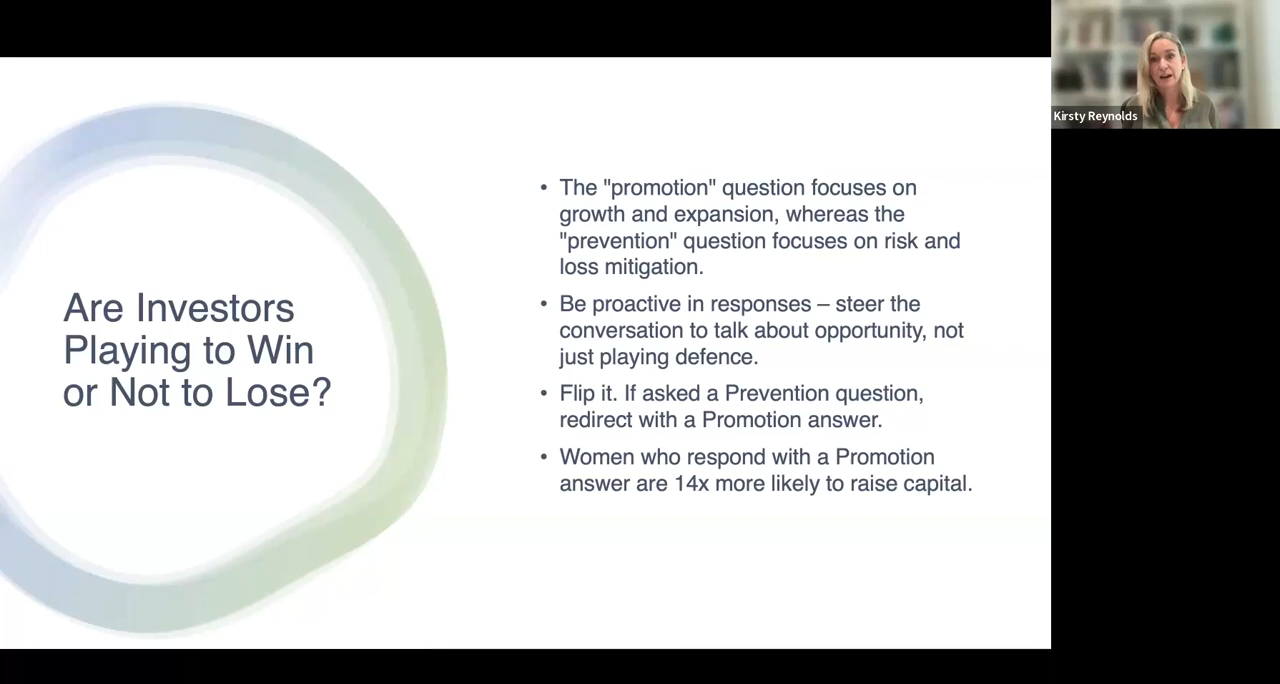 Are Investors
Playing to Win
or Not to Lose?
• The "promotion" question focuses on
growth and expansion, whereas the
"prevention" question focuses on risk and
loss mitigation.
• Be proactive in responses – steer the
conversation to talk about opportunity, not
just playing defence.
• Flip it. If asked a Prevention question,
redirect with a Promotion answer.
• Women who respond with a Promotion
answer are 14x more likely to raise capital.
Kirsty Reynolds